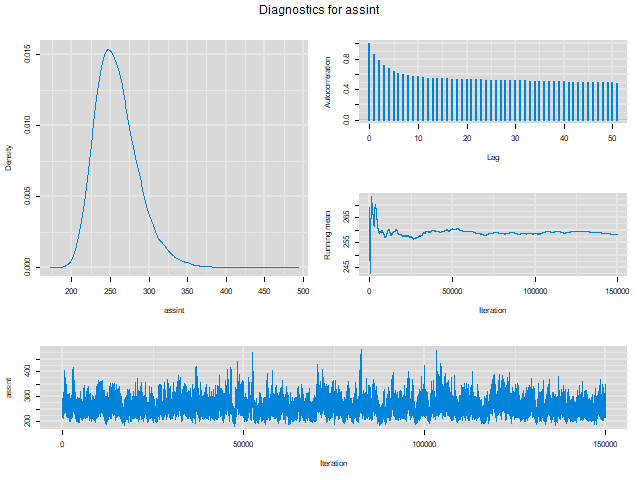 Diagnostics for assint
Density
0.000
0.005
0.010
0.015
200 250 300 350 400 450 500
assint
Autocorrelation
0.0
0.4
0.8
0 10 20 30 40 50
Lag
Running mean
245
255
265
0 50000 100000 150000
Iteration
assint
200
300
400
0 50000 100000 150000
Iteration